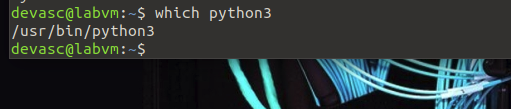 devasc@labvm:~$ which python3
/usr/bin/python3
devasc@labvm:~$